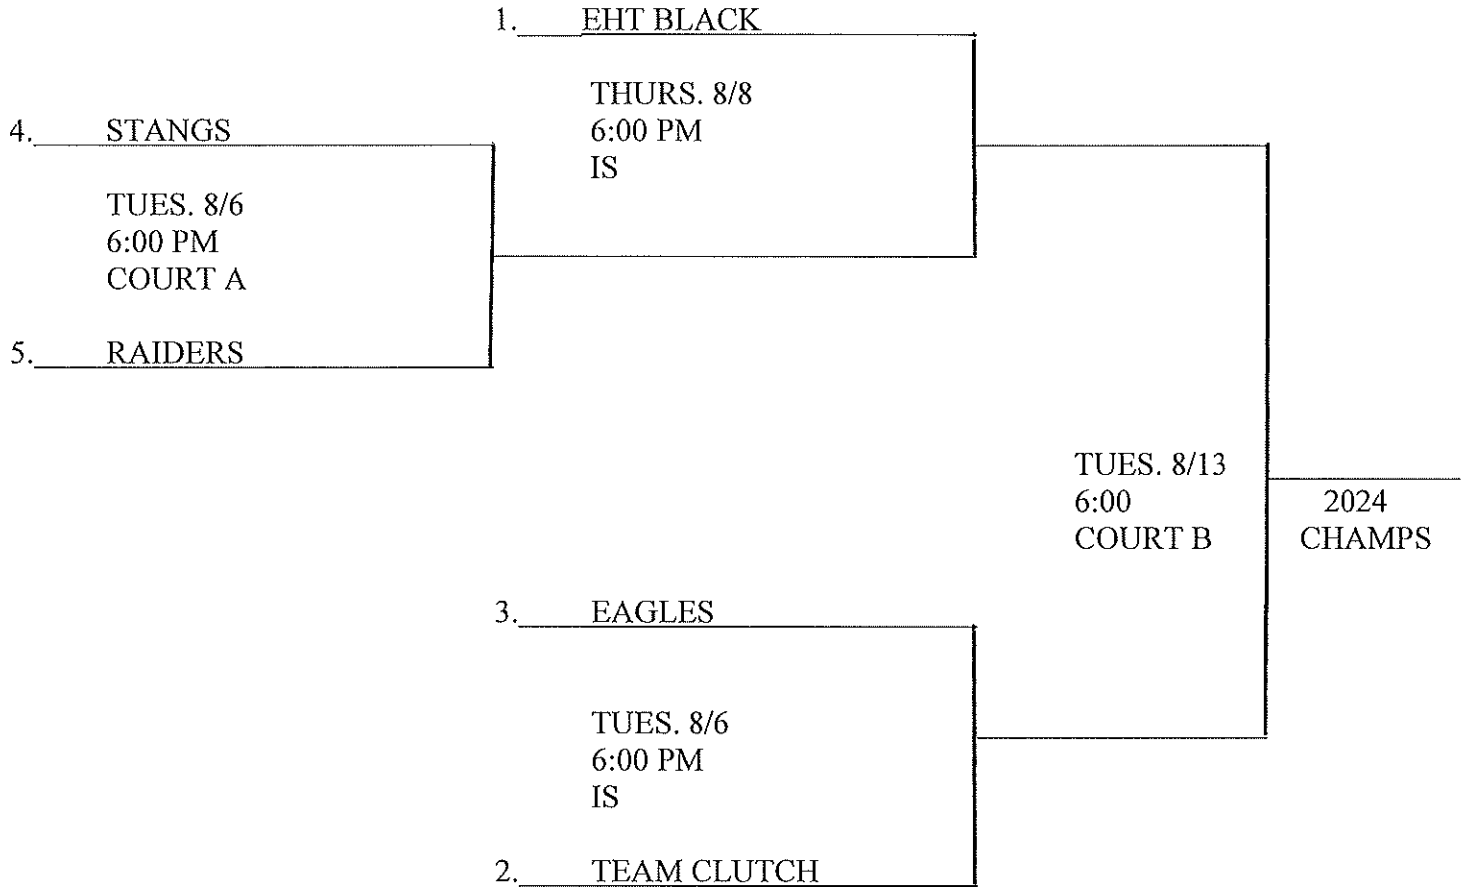 1. EHT BLACK
THURS. 8/8
6:00 PM
IS
4. STANGS
TUES. 8/6
6:00 PM
COURT A
5. RAIDERS
TUES. 8/13
6:00
COURT B
2024
CHAMPS
3. EAGLES
TUES. 8/6
6:00 PM
IS
2. TEAM CLUTCH